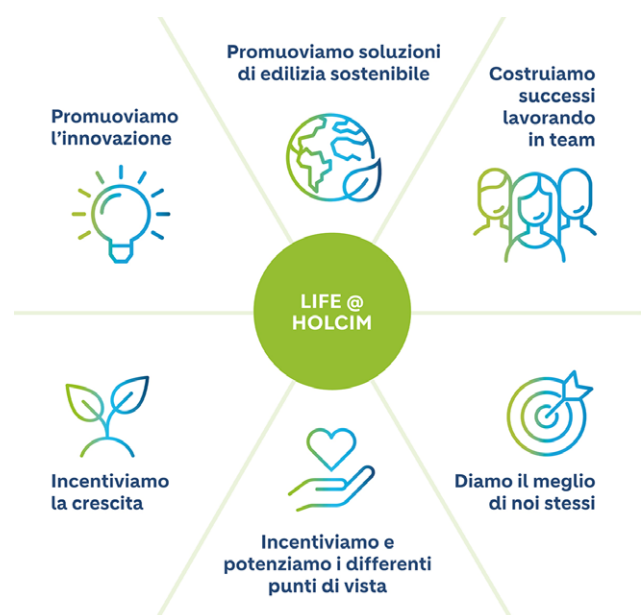 Promuoviamo soluzioni
di edilizia sostenibile
Costruiamo
successi
lavorando
in team
Promuoviamo
l'innovazione
LIFE @
HOLCIM
Incentiviamo
la crescita
Diamo il meglio
di noi stessi
Incentiviamo e
potenziamo i differenti
punti di vista